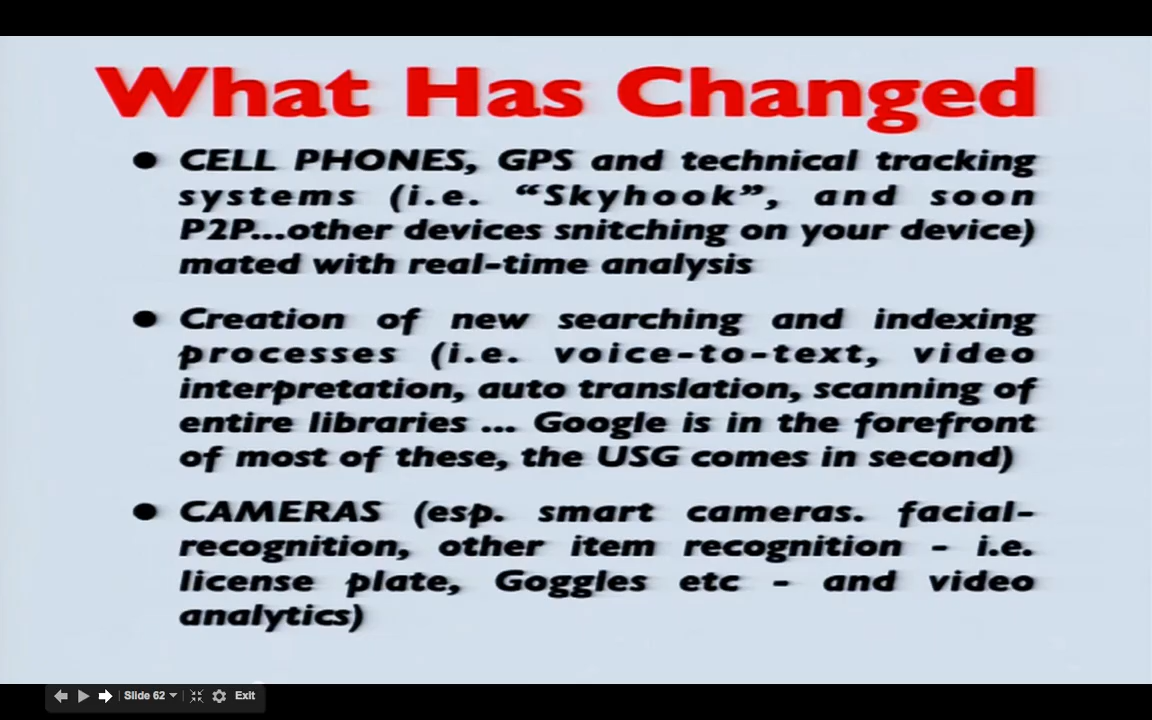 What Has Changed
● CELL PHONES, GPS and technical tracking
systems (i.e. “Skyhook”, and soon
P2P...other devices snitching on your device)
mated with real-time analysis
● Creation of new searching and indexing
processes (i.e. voice-to-text, video
interpretation, auto translation, scanning of
entire libraries ... Google is in the forefront
of most of these, the USG comes in second)
● CAMERAS (esp. smart cameras. facial-
recognition, other item recognition - i.e.
license plate, Goggles etc - and video
analytics)
Slide 62 Exit